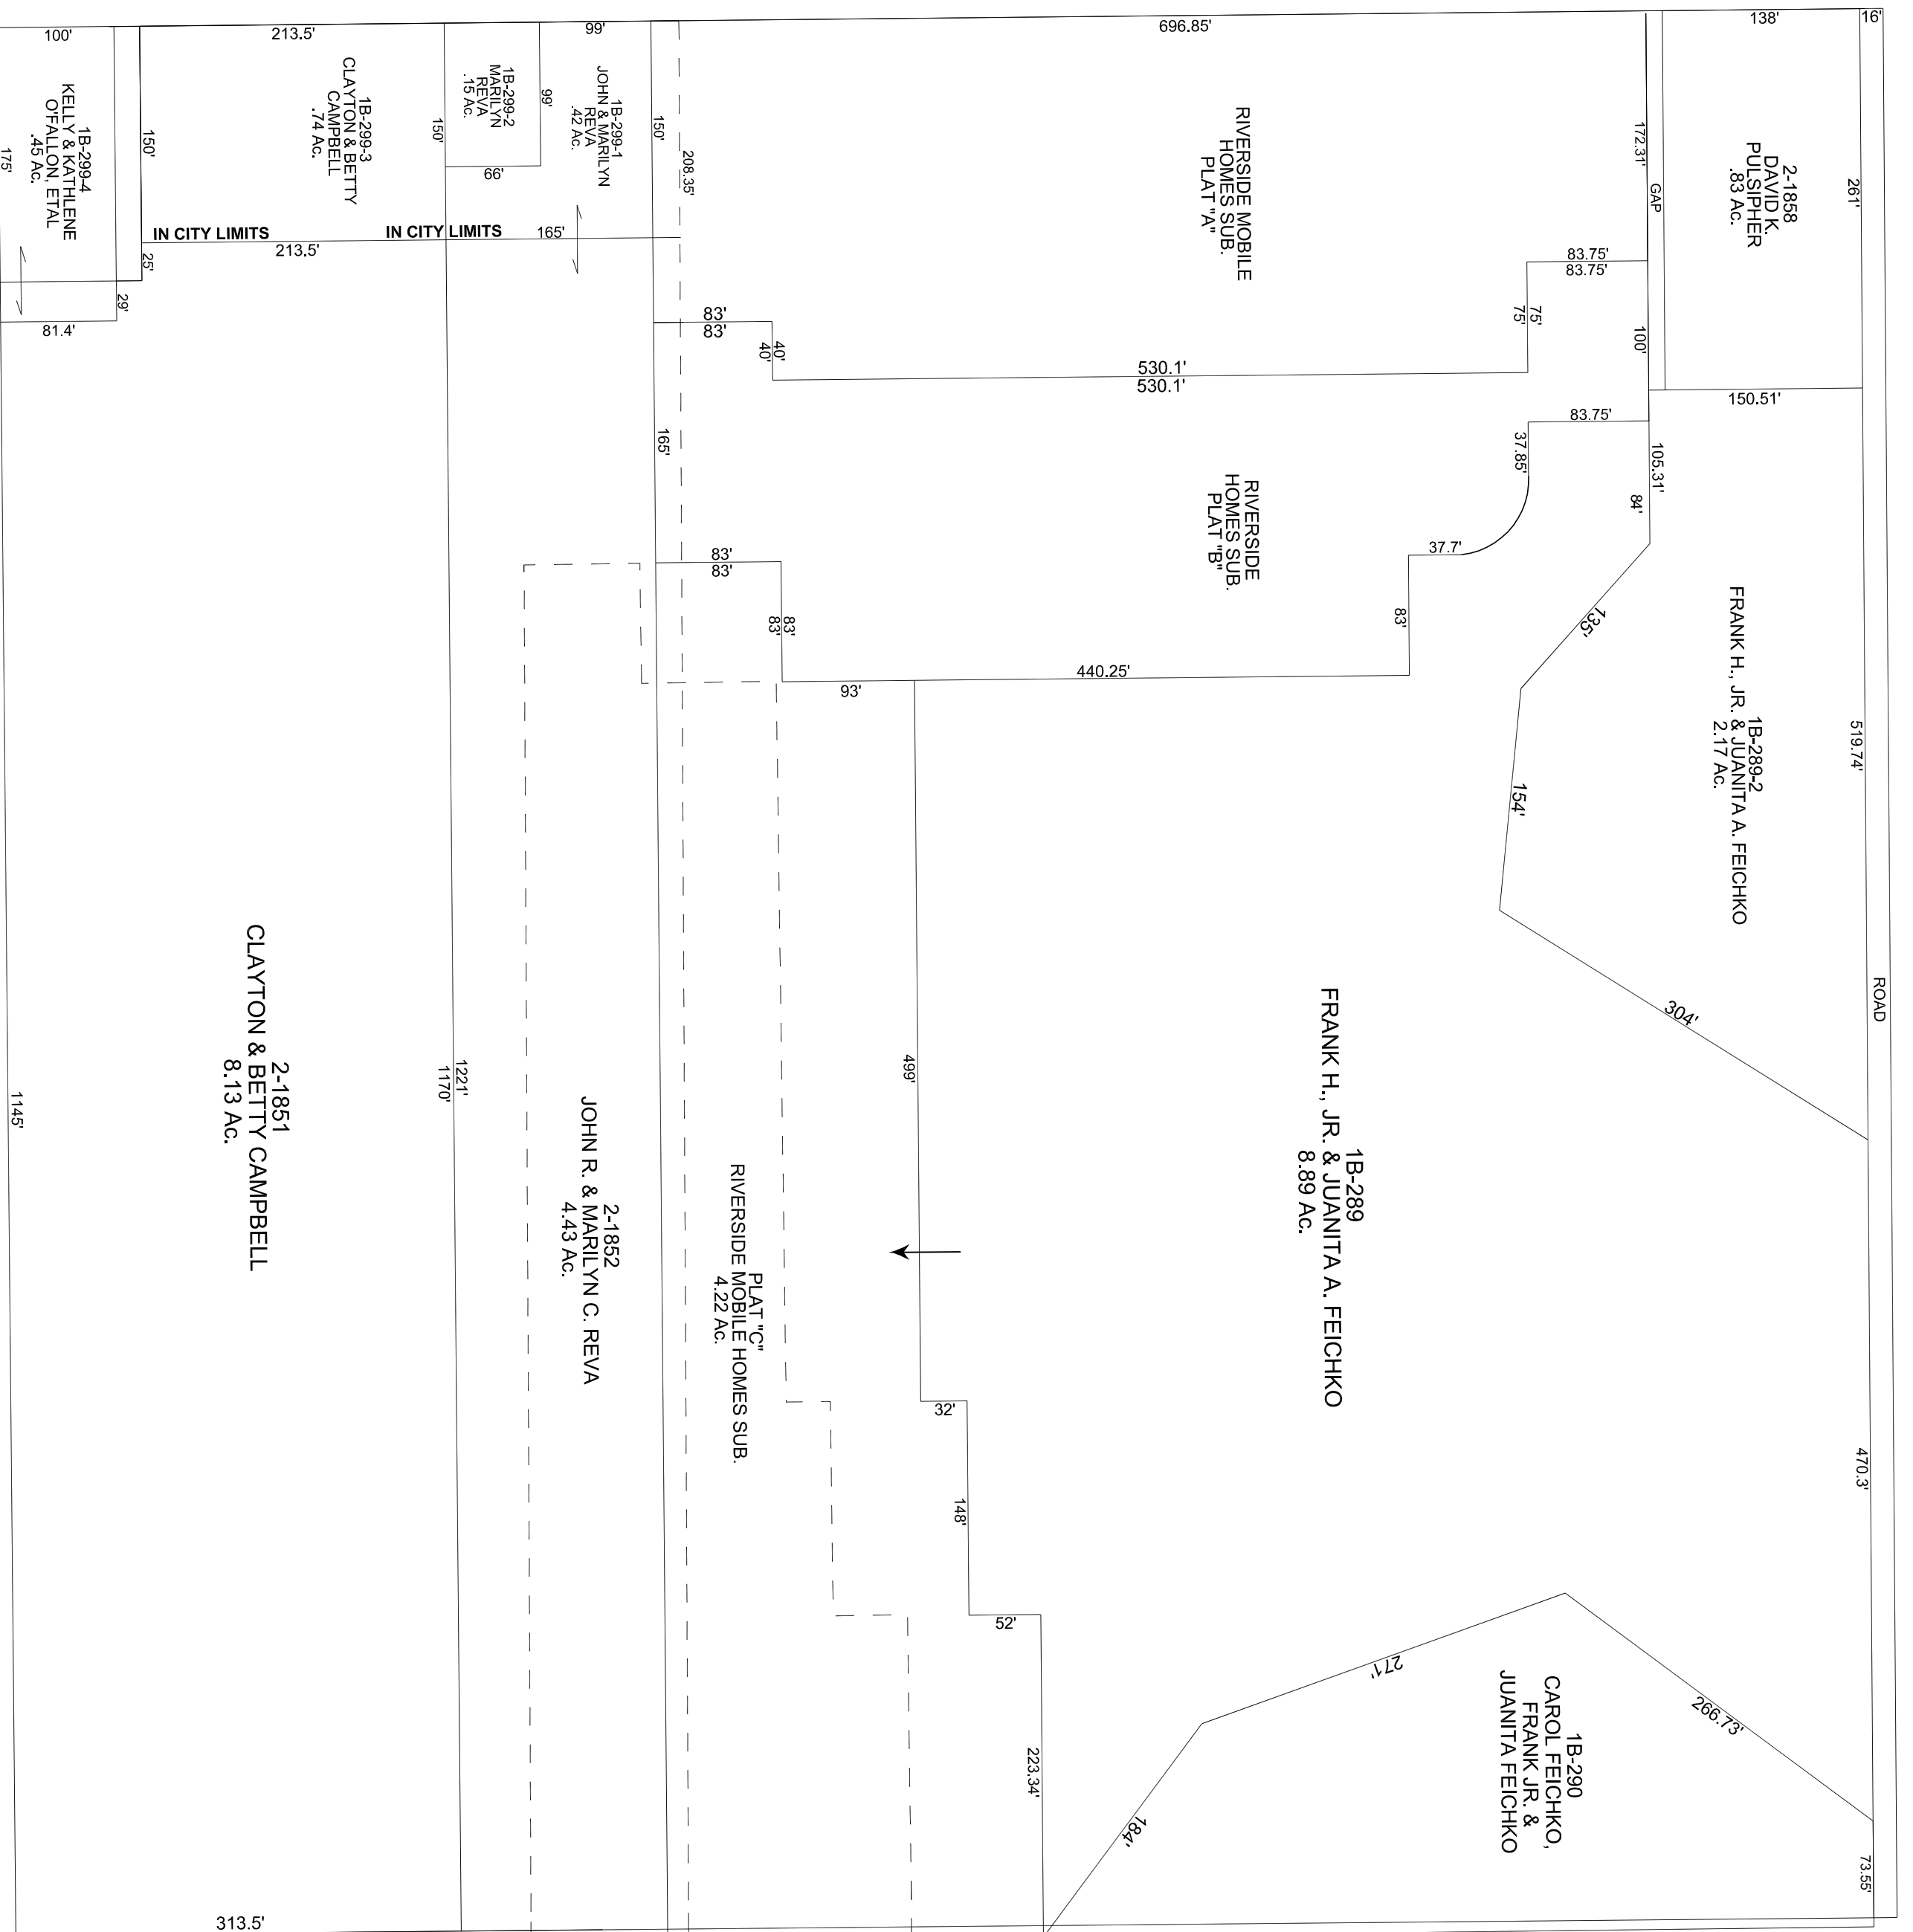 100'
213.5'
99'
696.85'
138'
16'
1B-299-4
KELLY & KATHLENE
O'FALLON, ETAL
.45 Ac.
175'
150'
25'
29'
81.4'
1B-299-3
CLAYTON & BETTY
CAMPBELL
.74 Ac.
150'
1B-299-2
MARILYN
REVA
.15 Ac.
99'
66'
1B-299-1
JOHN & MARILYN
REVA
.42 Ac.
150'
208.35'
IN CITY LIMITS
IN CITY LIMITS
165'
213.5'
RIVERSIDE MOBILE
HOMES SUB.
PLAT "A"
172.31'
GAP
2-1858
DAVID K.
PULSIPHER
.83 Ac.
261'
83.75'
83.75'
75'
75'
100'
83'
83'
40'
40'
530.1'
530.1'
150.51'
83.75'
165'
37.85'
105.31'
84'
RIVERSIDE
HOMES SUB.
PLAT "B"
37.7'
83'
83'
83'
83'
83'
135'
440.25'
93'
1B-289-2
FRANK H., JR. & JUANITA A. FEICHKO
2.17 Ac.
519.74'
154'
304'
ROAD
2-1851
CLAYTON & BETTY CAMPBELL
8.13 Ac.
1145'
1221'
1170'
499'
1B-289
FRANK H., JR. & JUANITA A. FEICHKO
8.89 Ac.
2-1852
JOHN R. & MARILYN C. REVA
4.43 Ac.
PLAT "C"
RIVERSIDE MOBILE HOMES SUB.
4.22 Ac.
32'
148'
52'
470.3'
271'
266.73'
1B-290
CAROL FEICHKO,
FRANK JR. &
JUANITA FEICHKO
223.34'
184'
73.55'
313.5'